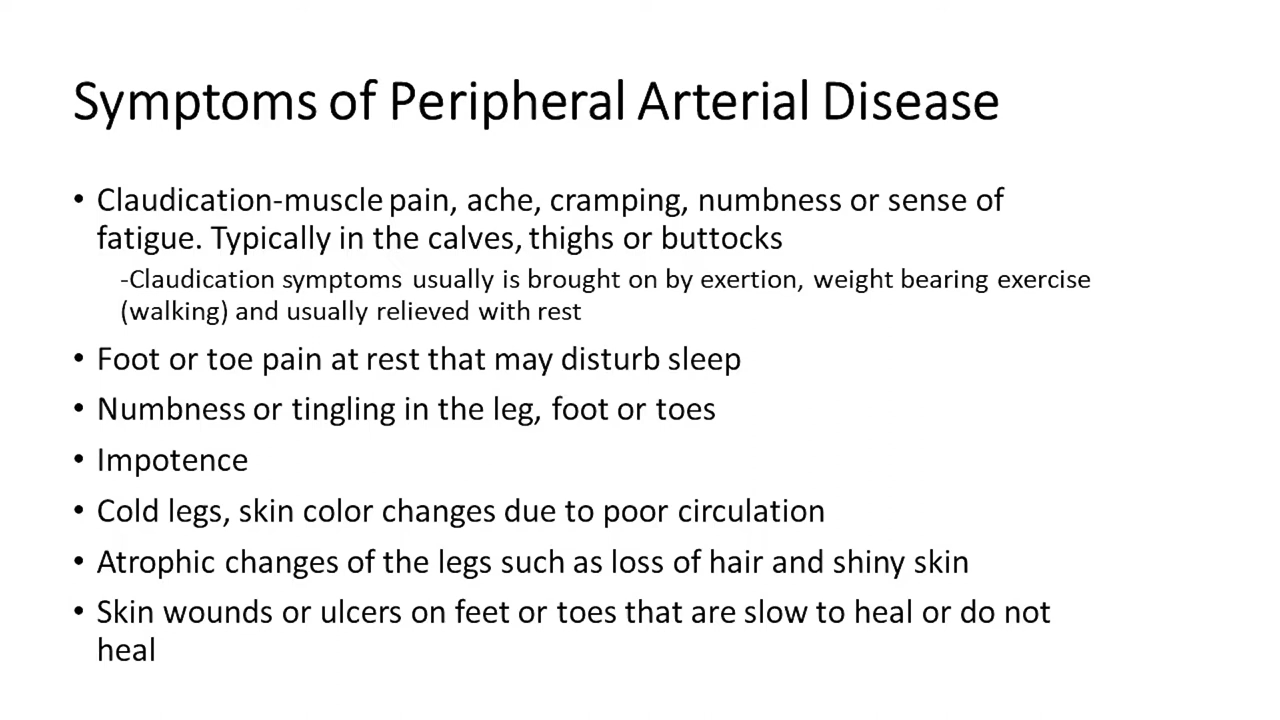 Symptoms of Peripheral Arterial Disease
• Claudication-muscle pain, ache, cramping, numbness or sense of
fatigue. Typically in the calves, thighs or buttocks
-Claudication symptoms usually is brought on by exertion, weight bearing exercise
(walking) and usually relieved with rest
• Foot or toe pain at rest that may disturb sleep
• Numbness or tingling in the leg, foot or toes
• Impotence
• Cold legs, skin color changes due to poor circulation
• Atrophic changes of the legs such as loss of hair and shiny skin
• Skin wounds or ulcers on feet or toes that are slow to heal or do not
heal